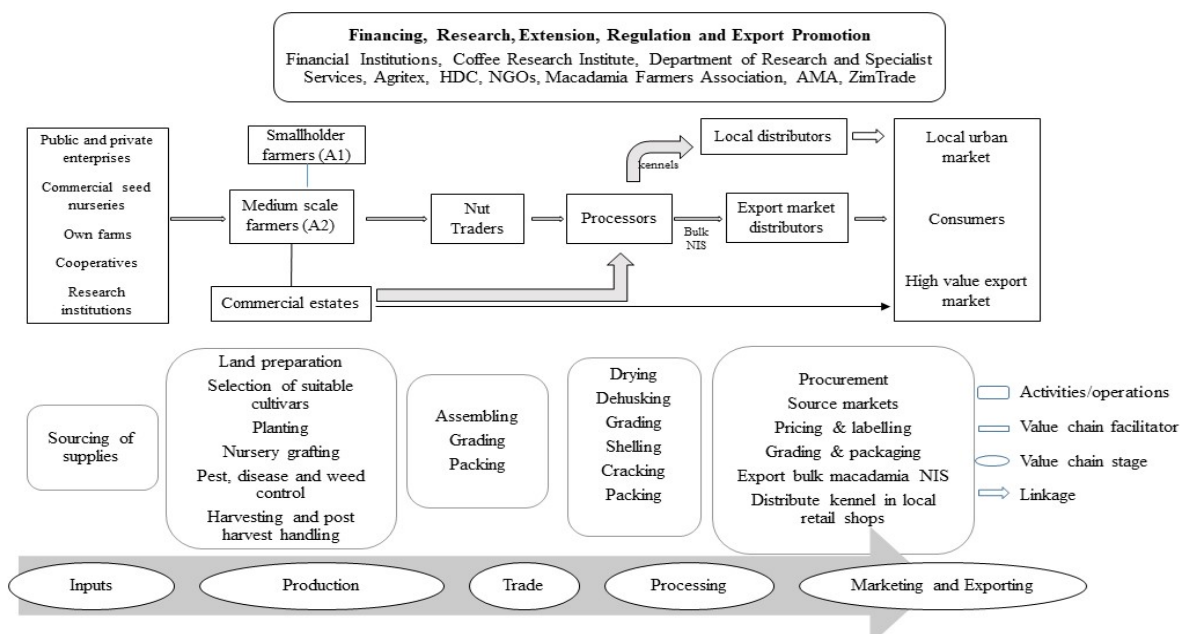 Financing, Research, Extension, Regulation and Export Promotion
Financial Institutions, Coffee Research Institute, Department of Research and Specialist
Services, Agritex, HDC, NGOs, Macadamia Farmers Association, AMA, ZimTrade
Public and private
enterprises
Commercial seed
nurseries
Own farms
Cooperatives
Research
institutions
Smallholder
farmers (A1)
Medium scale
farmers (A2)
Commercial estates
Nut
Traders
Processors
kennels
Bulk
NIS
Local distributors
Export market
distributors
Local urban
market
Consumers
High value export
market
Sourcing of
supplies
Land preparation
Selection of suitable
cultivars
Planting
Nursery grafting
Pest, disease and weed
control
Harvesting and post
harvest handling
Assembling
Grading
Packing
Drying
Dehusking
Grading
Shelling
Cracking
Packing
Procurement
Source markets
Pricing & labelling
Grading & packaging
Export bulk macadamia NIS
Distribute kennel in local
retail shops
Activities/operations
Value chain facilitator
Value chain stage
Linkage
Inputs
Production
Trade
Processing
Marketing and Exporting